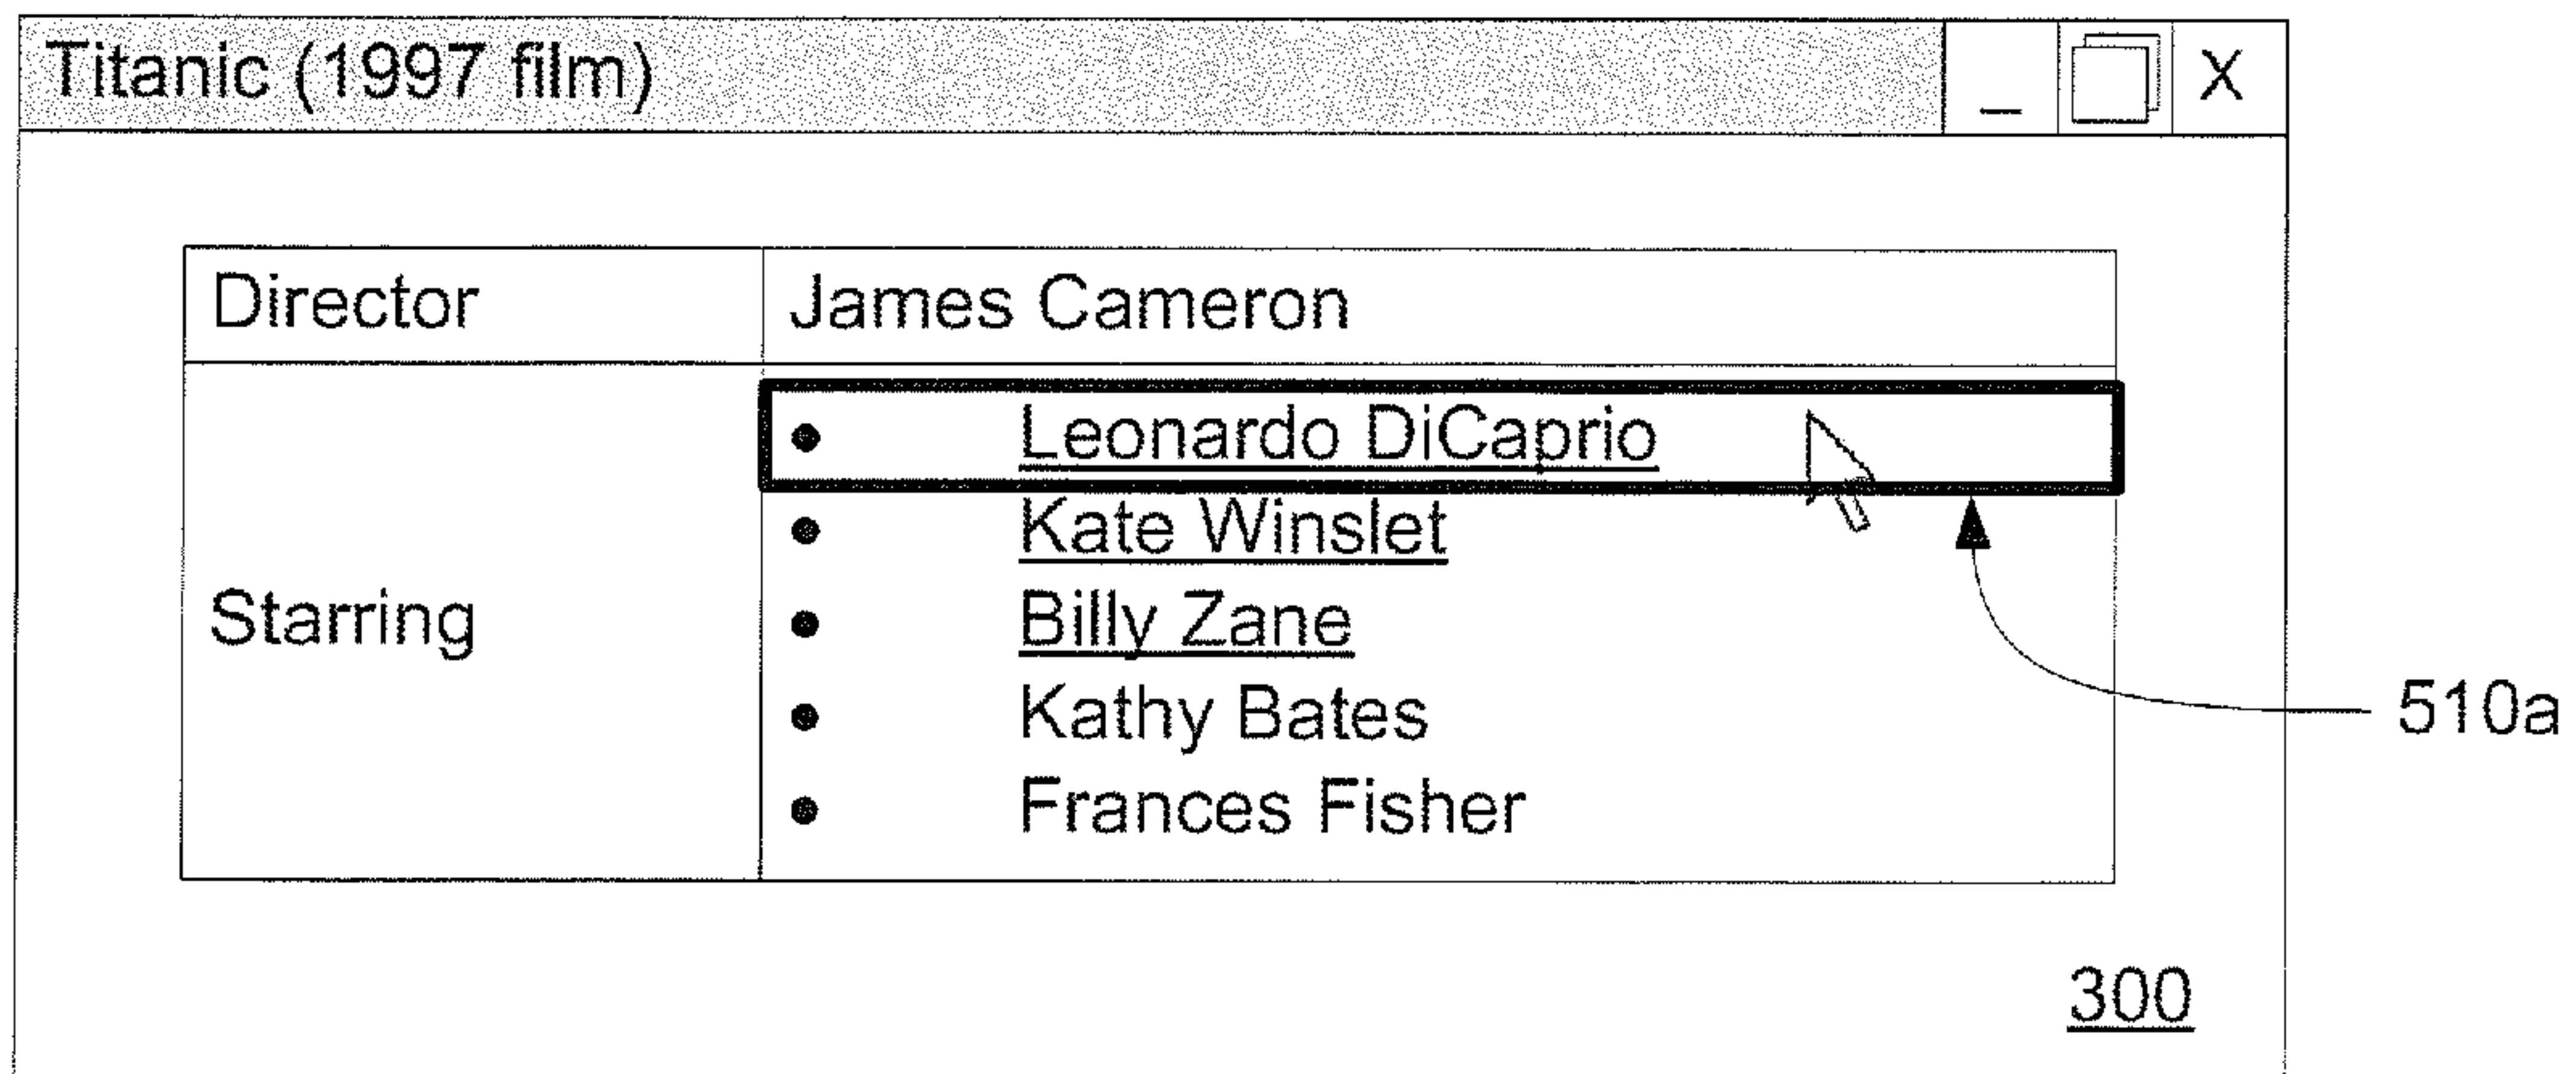 Titanic (1997 film) _ X
Director James Cameron
Starring
• Leonardo DiCaprio
• Kate Winslet
• Billy Zane
• Kathy Bates
• Frances Fisher
510a
300